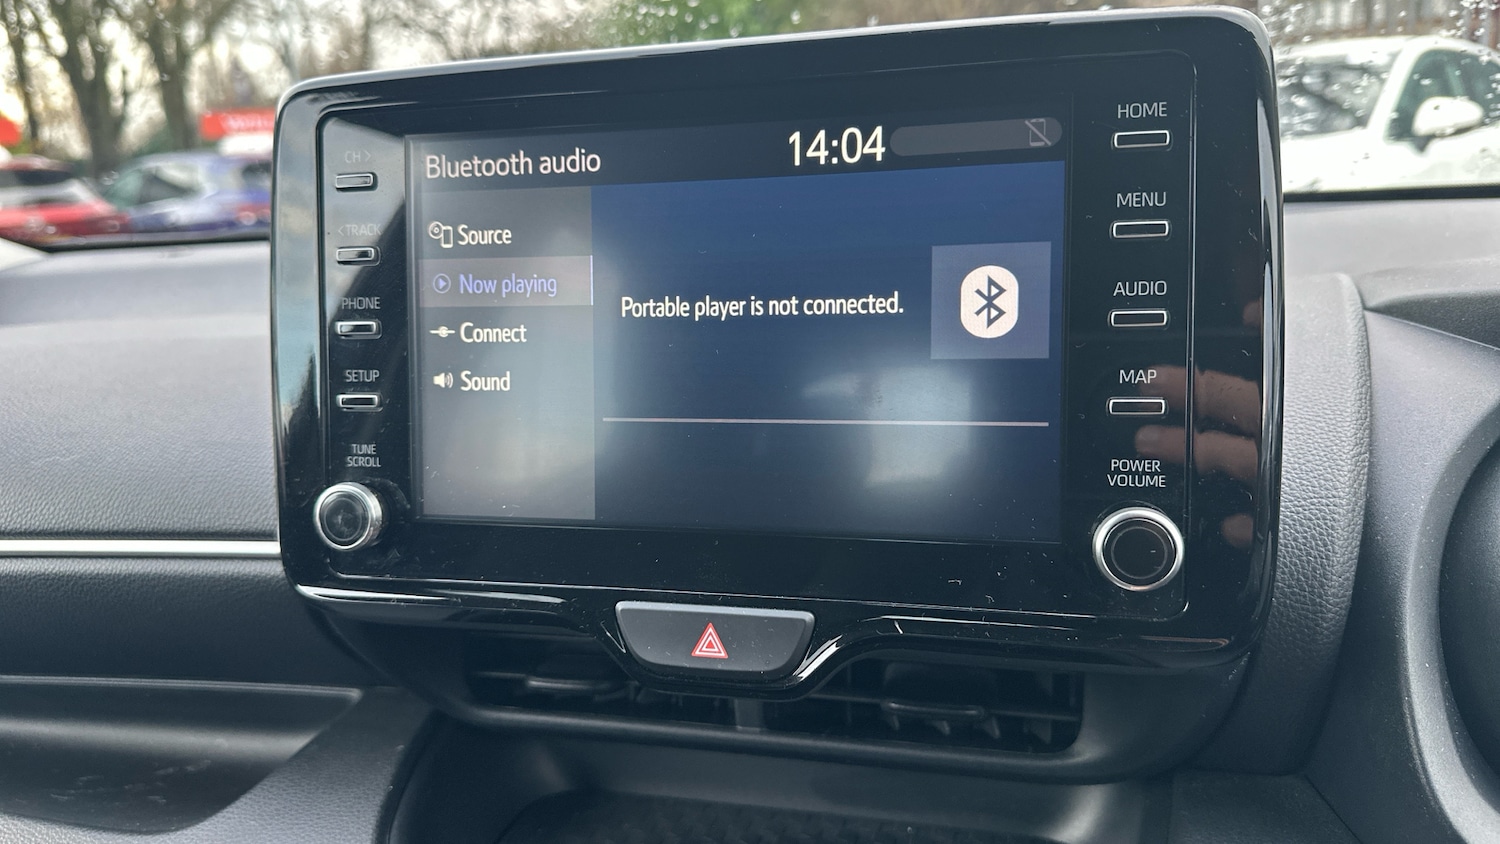 CH >
< TRACK
PHONE
SETUP
TUNE
SCROLL
Bluetooth audio
14:04
Source
Now playing
Connect
Sound
Portable player is not connected.
HOME
MENU
AUDIO
MAP
POWER
VOLUME